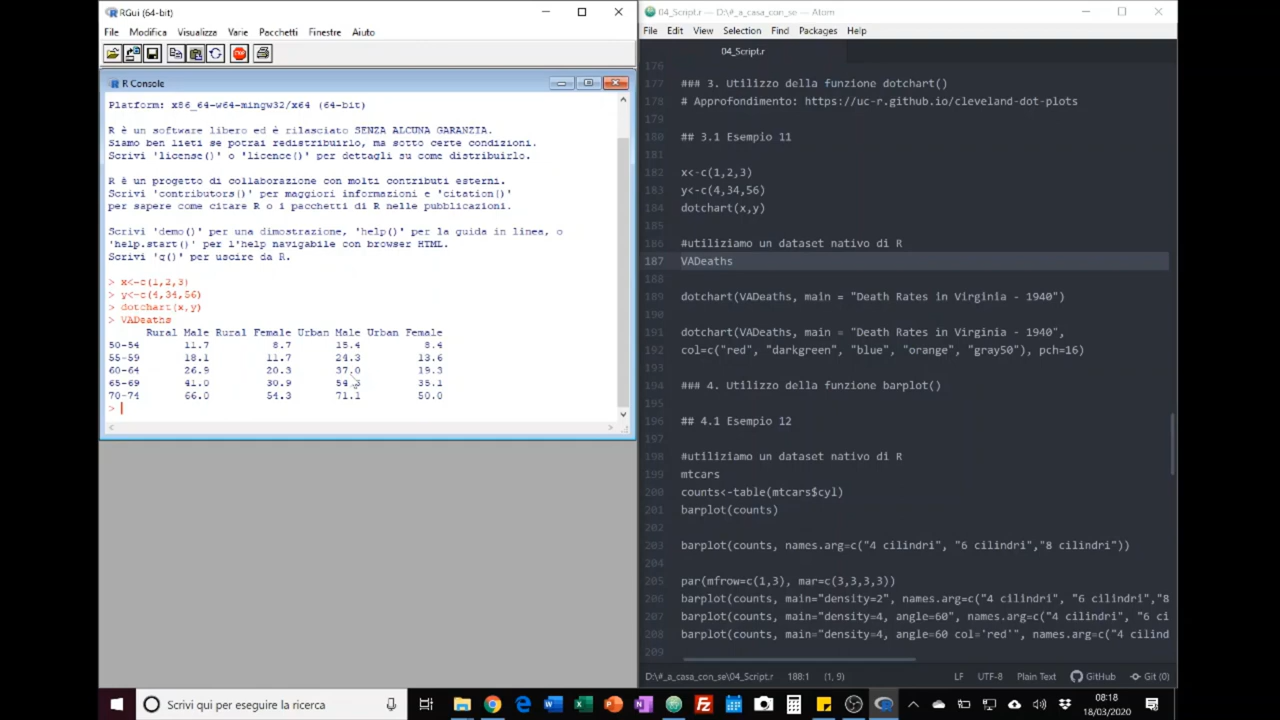 RGui (64-bit)
File Modifica Visualizza Varie Pacchetti Finestre Aiuto
STOP
R Console
Platform: x86_64-w64-mingw32/x64 (64-bit)
R è un software libero ed è rilasciato SENZA ALCUNA GARANZIA.
Siamo ben lieti se potrai redistribuirlo, ma sotto certe condizioni.
Scrivi 'license()' o 'licence()' per dettagli su come distribuirlo.
R è un progetto di collaborazione con molti contributi esterni.
Scrivi 'contributors()' per maggiori informazioni e 'citation()'
per sapere come citare R o i pacchetti di R nelle pubblicazioni.
Scrivi 'demo()' per una dimostrazione, 'help()' per la guida in linea, o
'help.start()' per l'help navigabile con browser HTML.
Scrivi 'q()' per uscire da R.
> x<-c(1,2,3)
> y<-c(4,34,56)
> dotchart(x,y)
> VADeaths
Rural Male Rural Female Urban Male Urban Female
50-54 11.7 8.7 15.4 8.4
55-59 18.1 11.7 24.3 13.6
60-64 26.9 20.3 37.0 19.3
65-69 41.0 30.9 54.3 35.1
70-74 66.0 54.3 71.1 50.0
>
04_Script.r — D:\#_a_casa_con_se — Atom
File Edit View Selection Find Packages Help
04_Script.r
176
177 ### 3. Utilizzo della funzione dotchart()
178 # Approfondimento: https://uc-r.github.io/cleveland-dot-plots
179
180 ## 3.1 Esempio 11
181
182 x<-c(1,2,3)
183 y<-c(4,34,56)
184 dotchart(x,y)
185
186 #utiliziamo un dataset nativo di R
187 VADeaths
188
189 dotchart(VADeaths, main = "Death Rates in Virginia - 1940")
190
191 dotchart(VADeaths, main = "Death Rates in Virginia - 1940",
192 col=c("red", "darkgreen", "blue", "orange", "gray50"), pch=16)
193
194 ### 4. Utilizzo della funzione barplot()
195
196 ## 4.1 Esempio 12
197
198 #utiliziamo un dataset nativo di R
199 mtcars
200 counts<-table(mtcars$cyl)
201 barplot(counts)
202
203 barplot(counts, names.arg=c("4 cilindri", "6 cilindri","8 cilindri"))
204
205 par(mfrow=c(1,3), mar=c(3,3,3,3))
206 barplot(counts, main="density=2", names.arg=c("4 cilindri", "6 cilindri","8
207 barplot(counts, main="density=4, angle=60", names.arg=c("4 cilindri", "6 ci
208 barplot(counts, main="density=4, angle=60 col='red'", names.arg=c("4 cilind
209
D:\#_a_casa_con_se\04_Script.r 188:1 (1, 9) LF UTF-8 Plain Text GitHub Git (0)
Scrivi qui per eseguire la ricerca
08:18
18/03/2020